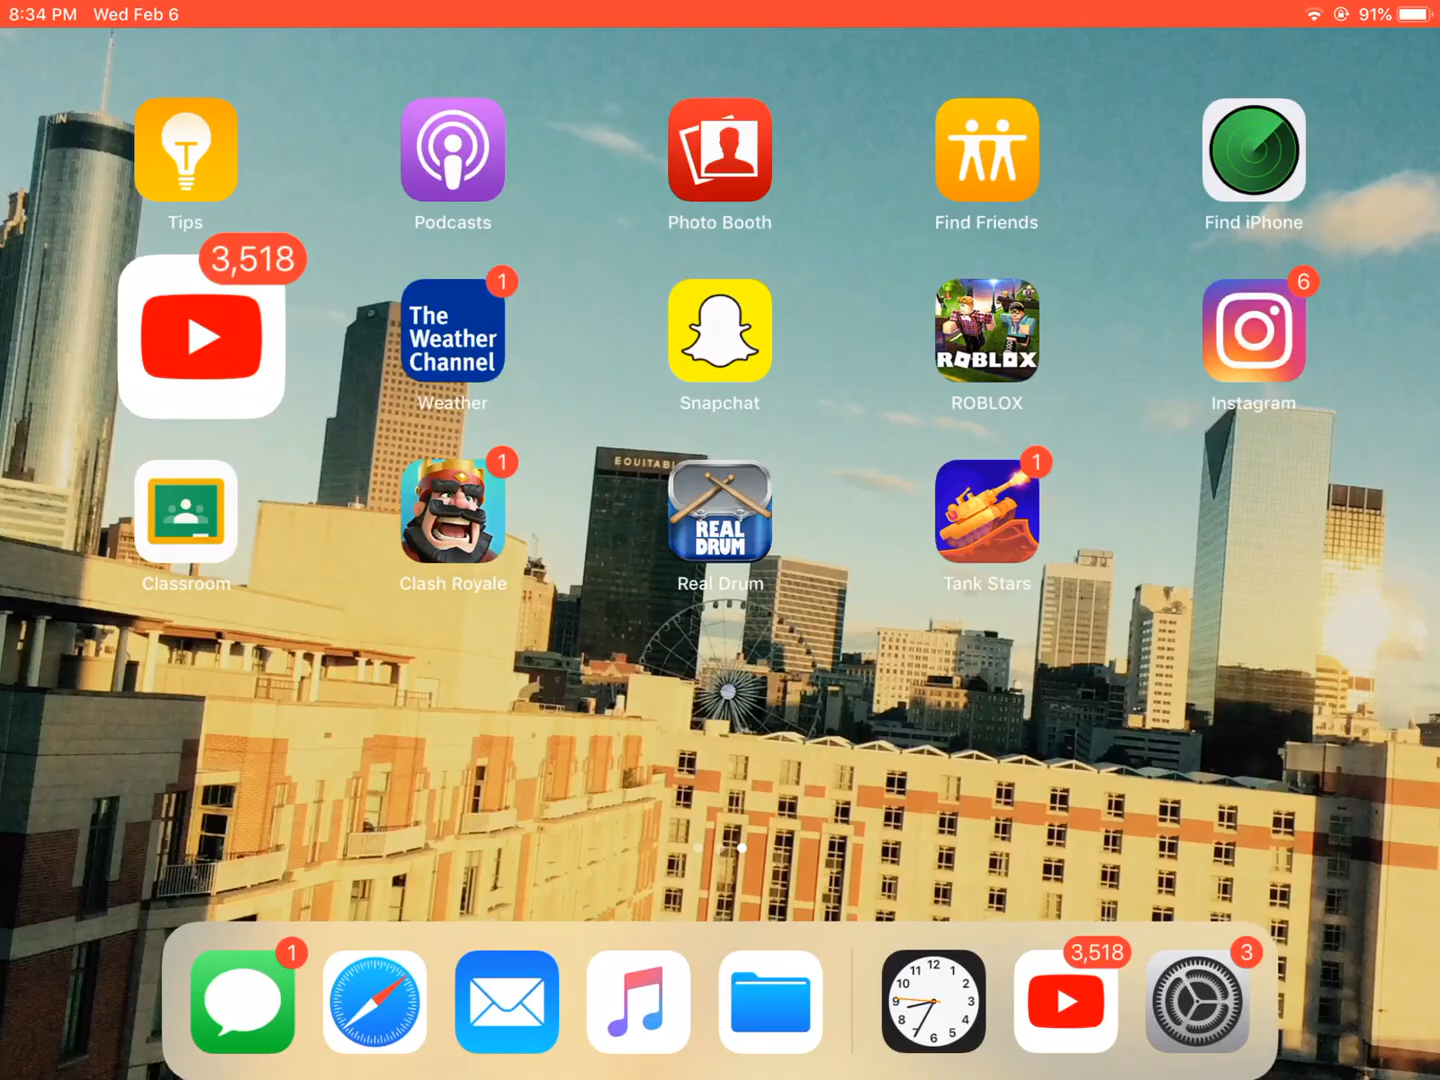 8:34 PM Wed Feb 6 91%
Tips Podcasts Photo Booth Find Friends Find iPhone
3,518 1 6
The Weather Channel
ROBLOX
Weather Snapchat ROBLOX Instagram
1 1
EQUITAB
REAL DRUM
Classroom Clash Royale Real Drum Tank Stars
1 3,518 3
12 1 2 3 4 5 6 7 8 9 10 11